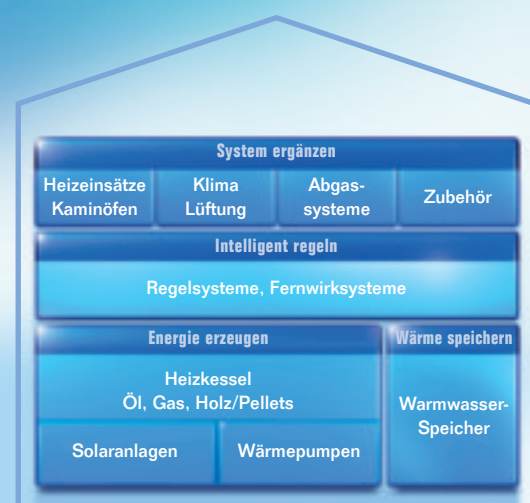 System ergänzen
Heizeinsätze
Kaminöfen
Klima
Lüftung
Abgas-
systeme
Zubehör
Intelligent regeln
Regelsysteme, Fernwirksysteme
Energie erzeugen
Heizkessel
Öl, Gas, Holz/Pellets
Solaranlagen
Wärmepumpen
Wärme speichern
Warmwasser-
Speicher